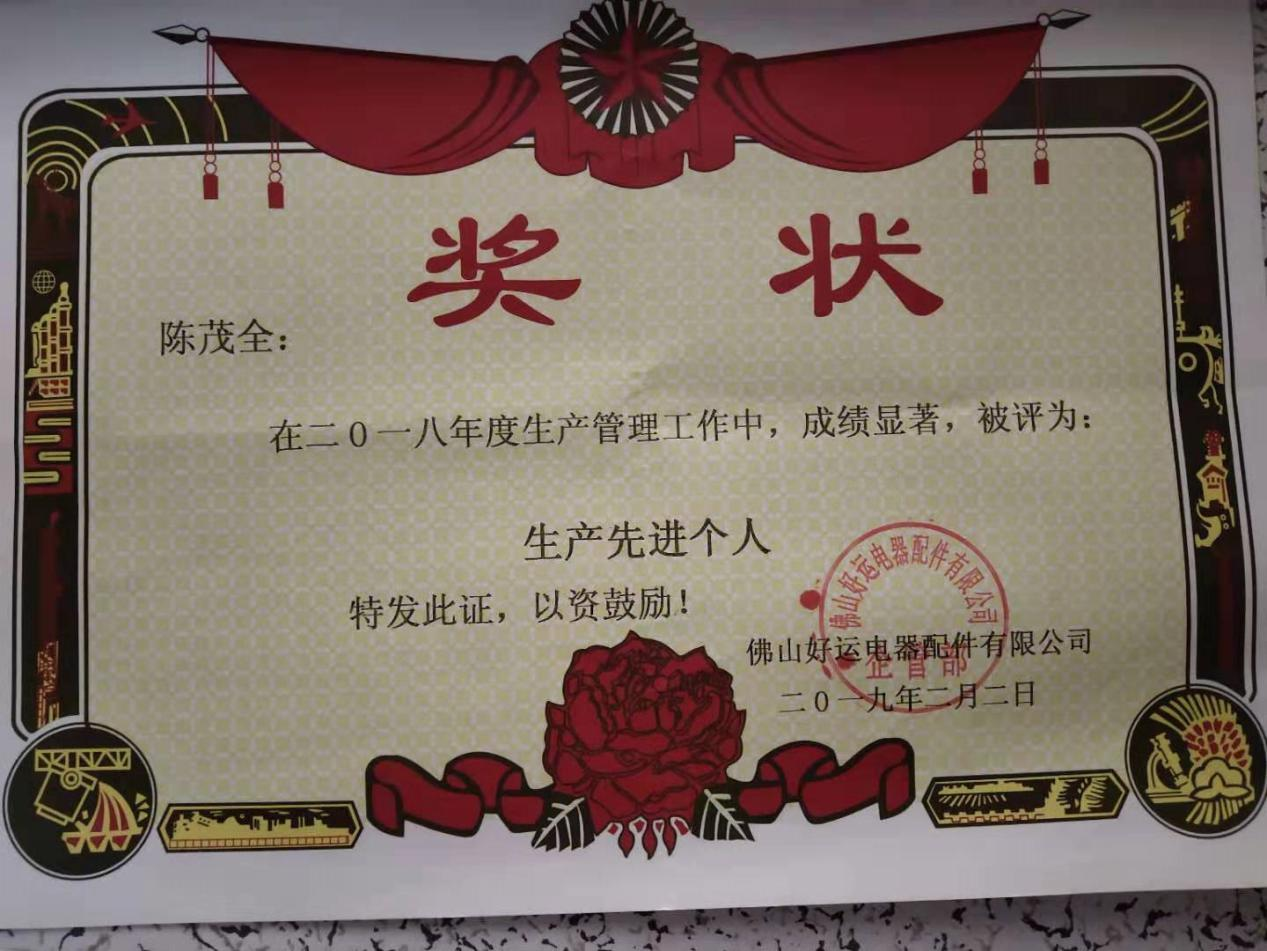 奖 状
陈茂全：
在二0一八年度生产管理工作中，成绩显著，被评为：
生产先进个人
特发此证，以资鼓励！
佛山好运电器配件有限公司
企管部
佛山好运电器配件有限公司
二0一九年二月二日